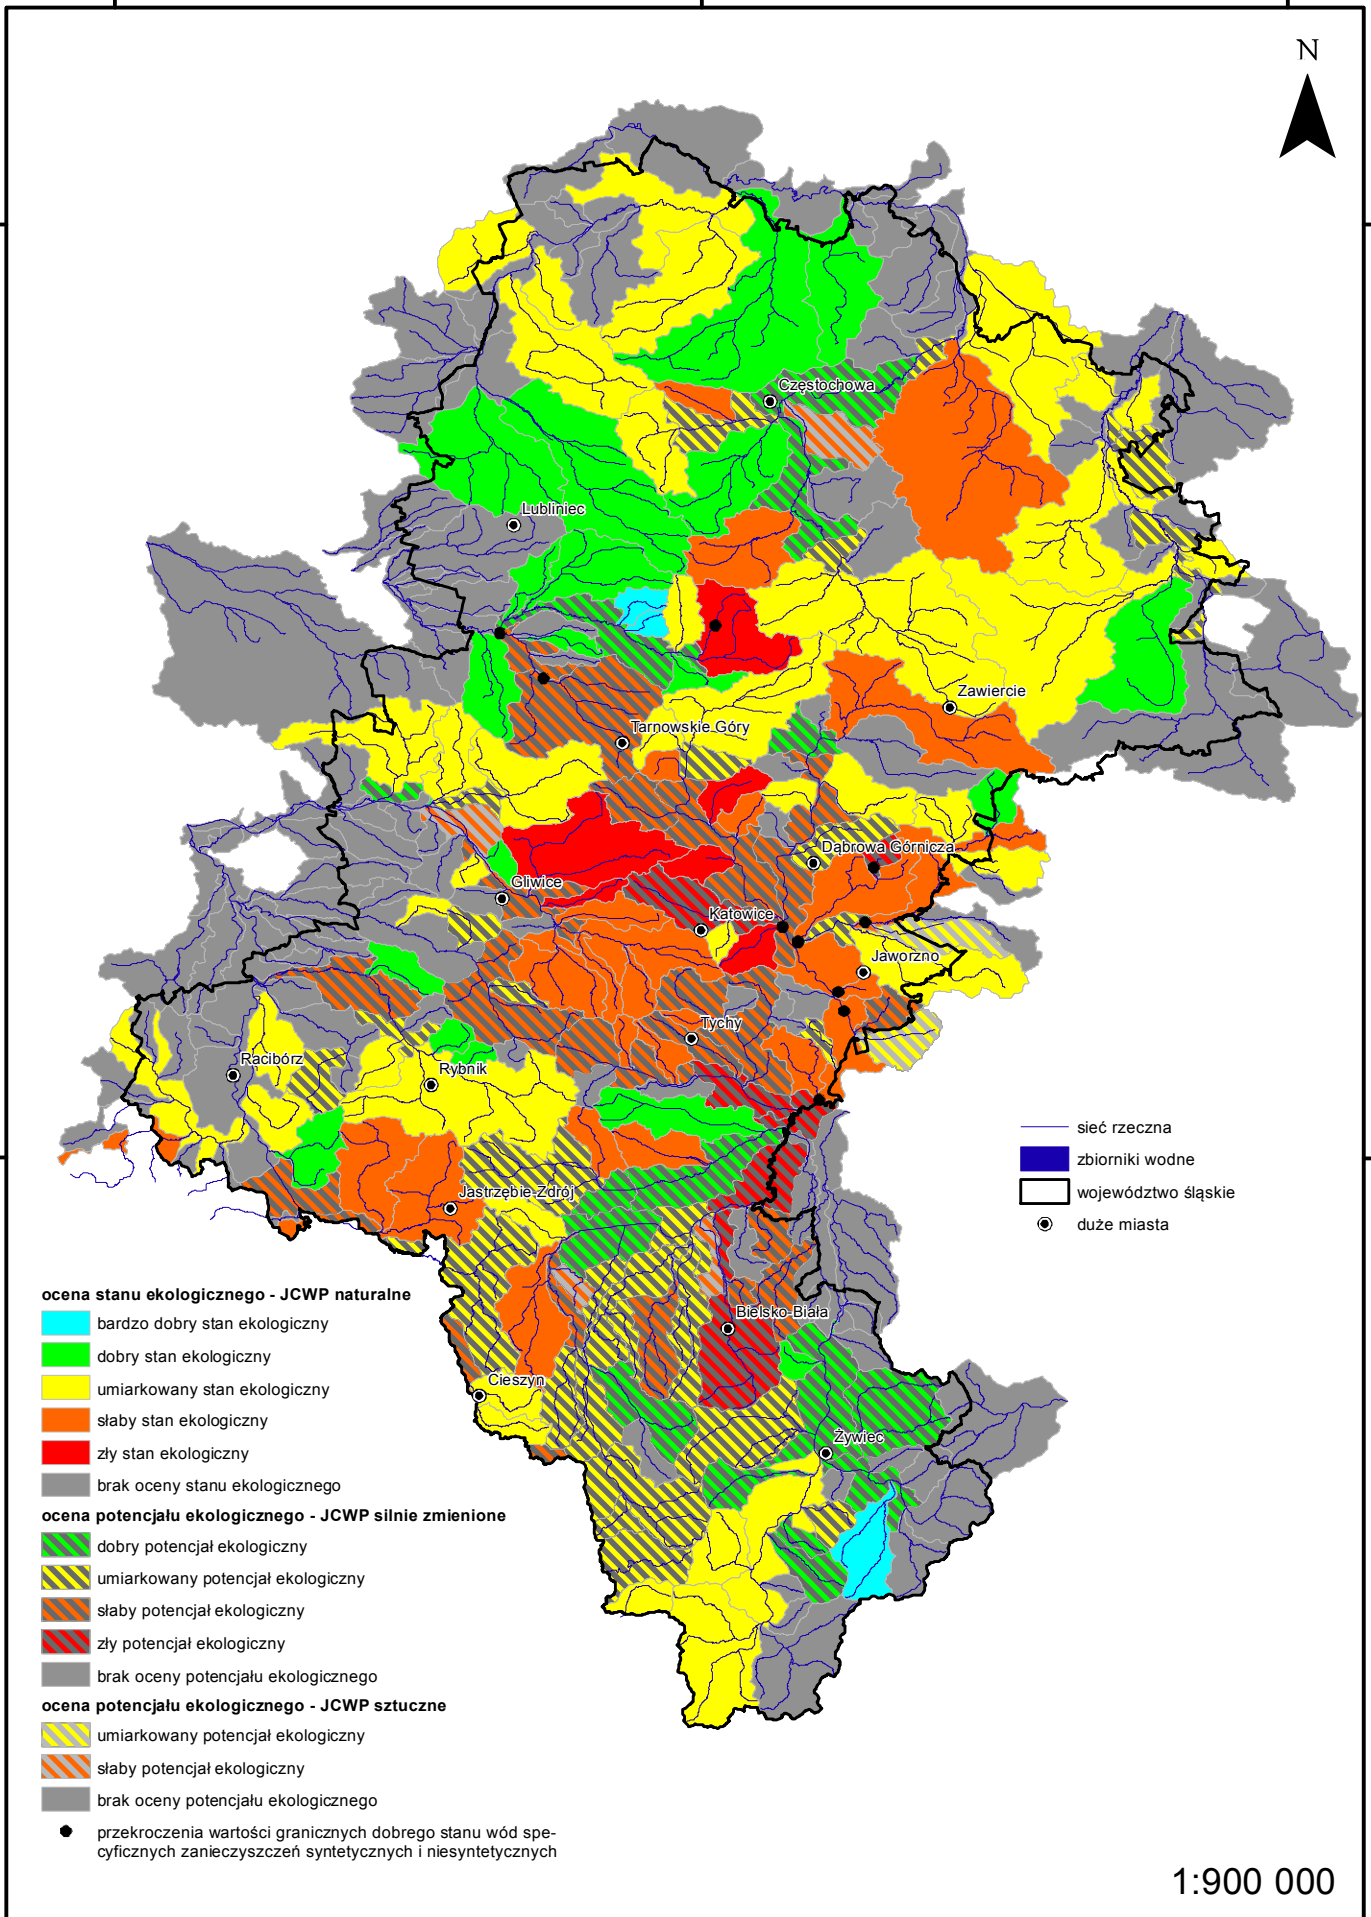 N
Częstochowa
Lubliniec
Zawiercie
Tarnowskie Góry
Dąbrowa Górnicza
Gliwice
Katowice
Jaworzno
Tychy
Racibórz
Rybnik
Jastrzębie-Zdrój
Bielsko-Biała
Cieszyn
Żywiec
sieć rzeczna
zbiorniki wodne
województwo śląskie
duże miasta
ocena stanu ekologicznego - JCWP naturalne
bardzo dobry stan ekologiczny
dobry stan ekologiczny
umiarkowany stan ekologiczny
słaby stan ekologiczny
zły stan ekologiczny
brak oceny stanu ekologicznego
ocena potencjału ekologicznego - JCWP silnie zmienione
dobry potencjał ekologiczny
umiarkowany potencjał ekologiczny
słaby potencjał ekologiczny
zły potencjał ekologiczny
brak oceny potencjału ekologicznego
ocena potencjału ekologicznego - JCWP sztuczne
umiarkowany potencjał ekologiczny
słaby potencjał ekologiczny
brak oceny potencjału ekologicznego
przekroczenia wartości granicznych dobrego stanu wód spe-
cyficznych zanieczyszczeń syntetycznych i niesyntetycznych
1:900 000